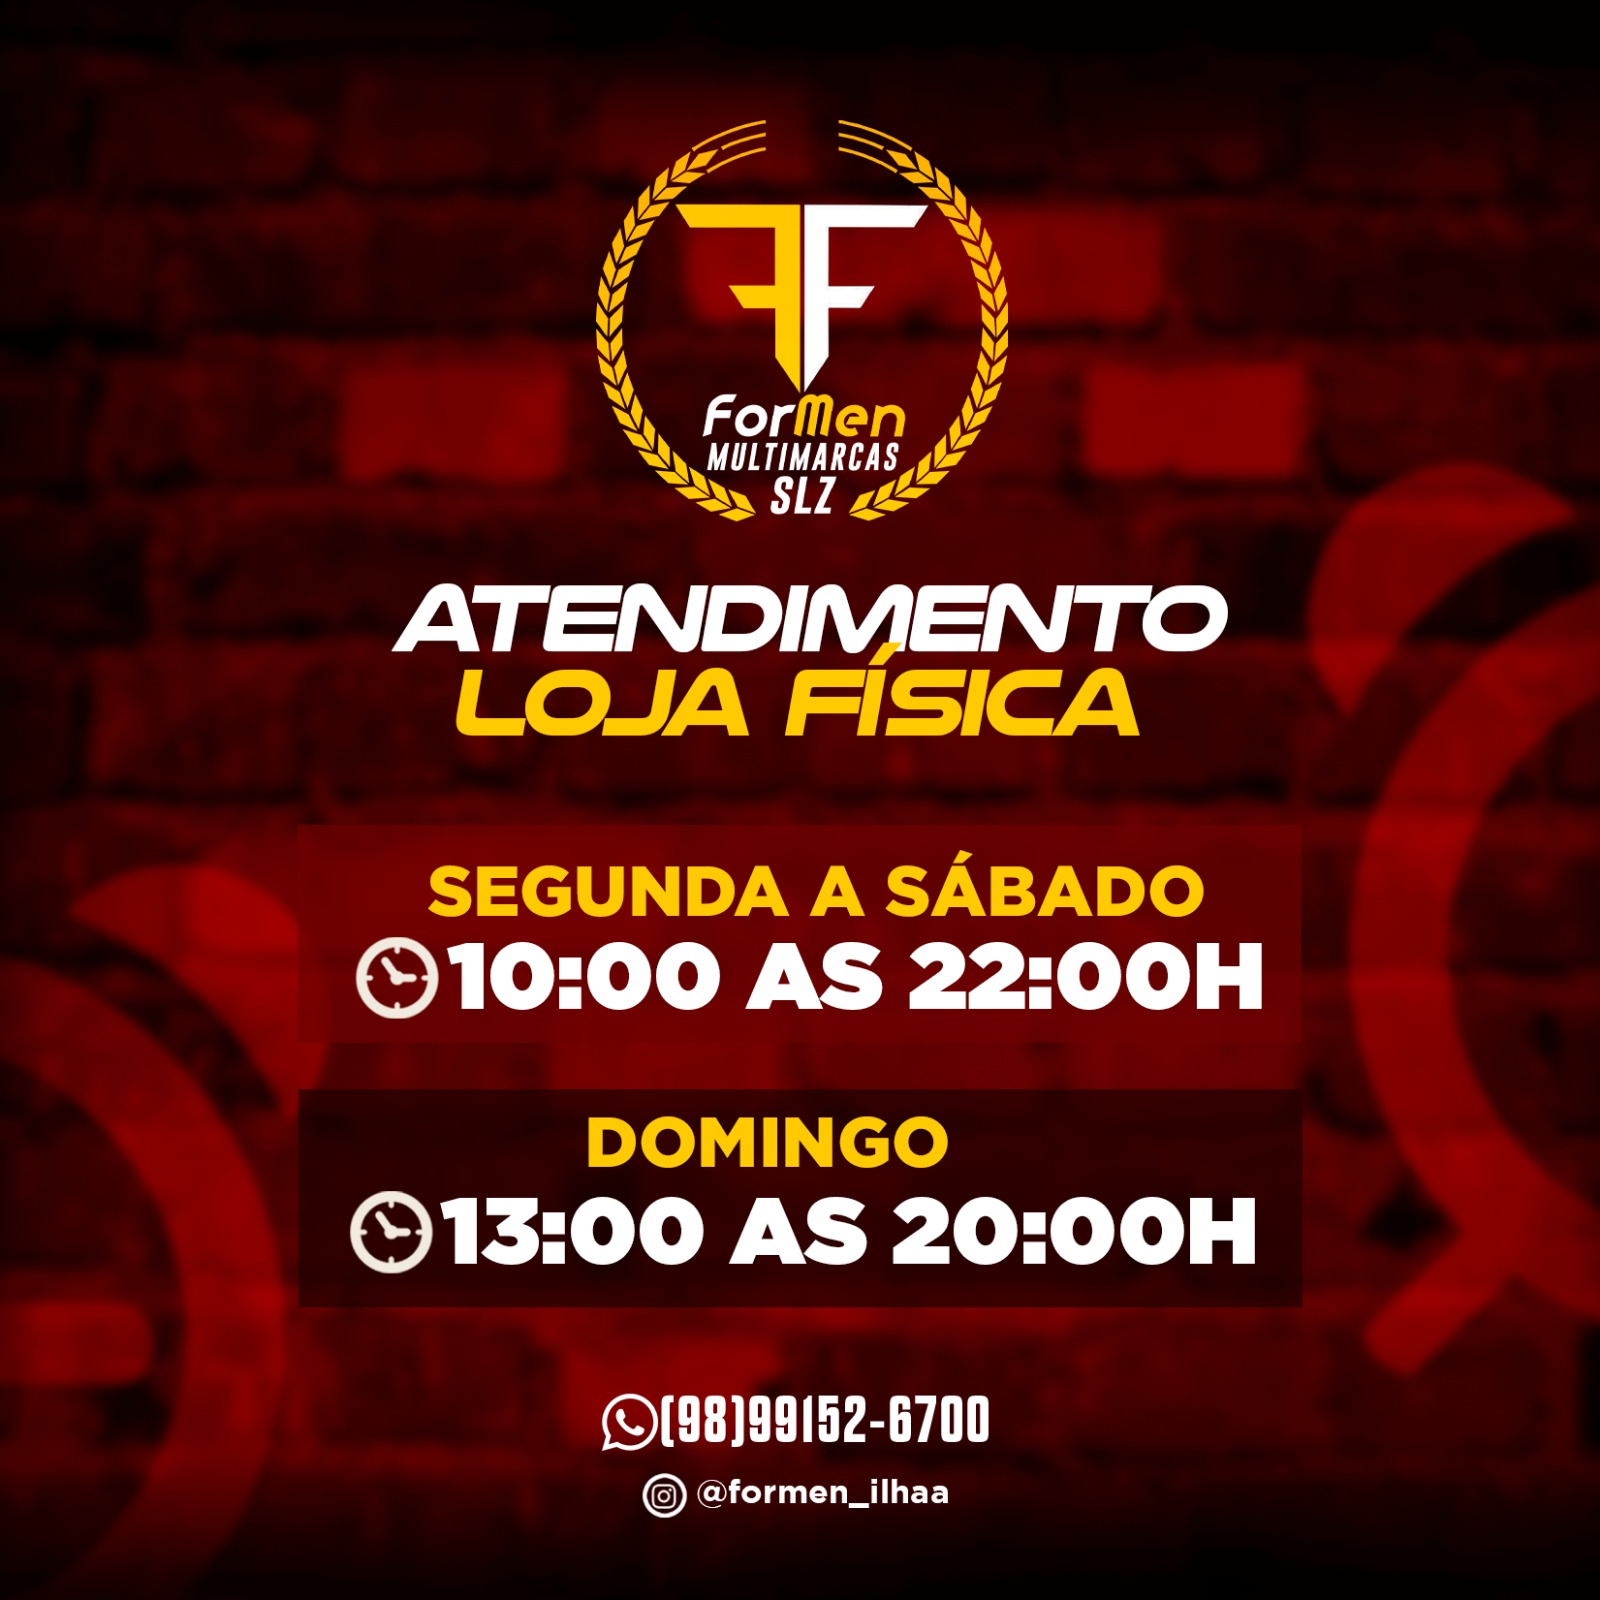 ForMen
MULTIMARCAS
SLZ
ATENDIMENTO
LOJA FÍSICA
SEGUNDA A SÁBADO
10:00 AS 22:00H
DOMINGO
13:00 AS 20:00H
(98)99152-6700
@formen_ilhaa